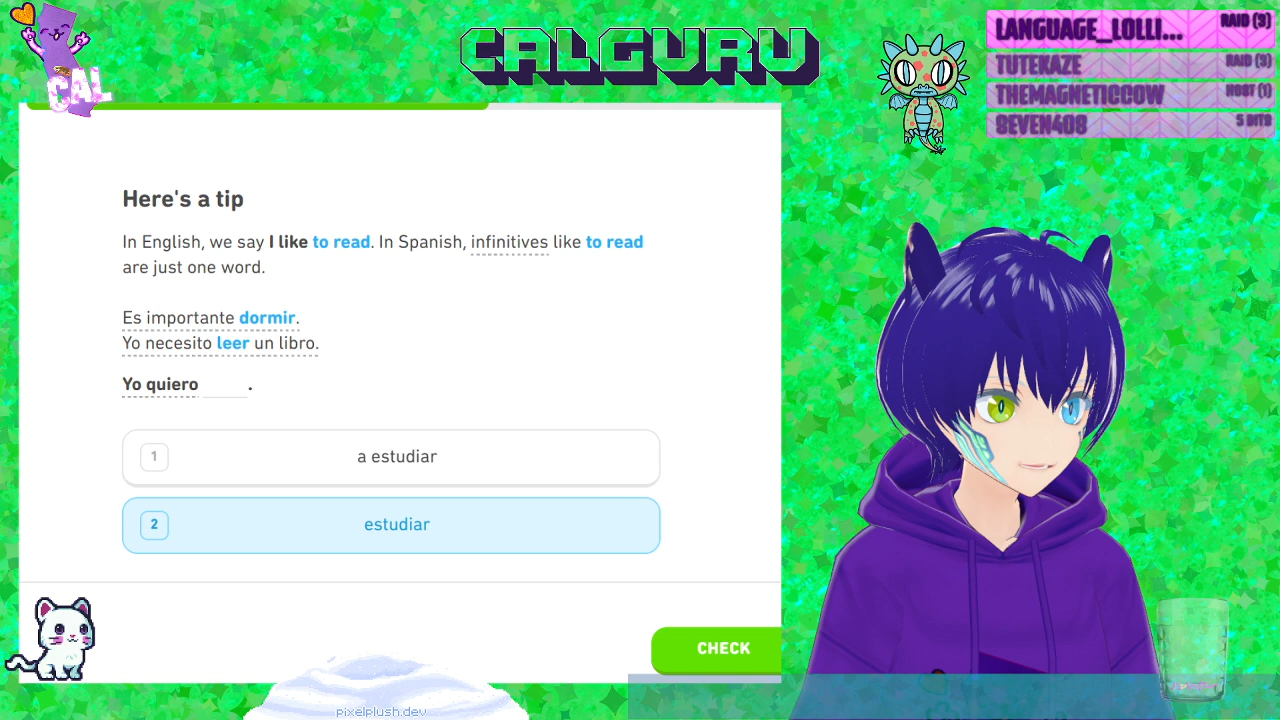 CAL
CALGURU
LANGUAGE_LOLLI... RAID (3)
TUTEKAZE RAID (3)
THEMAGNETICCOW HOST (1)
SEVEN408 5 BITS
Here's a tip
In English, we say I like to read. In Spanish, infinitives like to read
are just one word.
Es importante dormir.
Yo necesito leer un libro.
Yo quiero ____.
1 a estudiar
2 estudiar
CHECK
pixelplush.dev